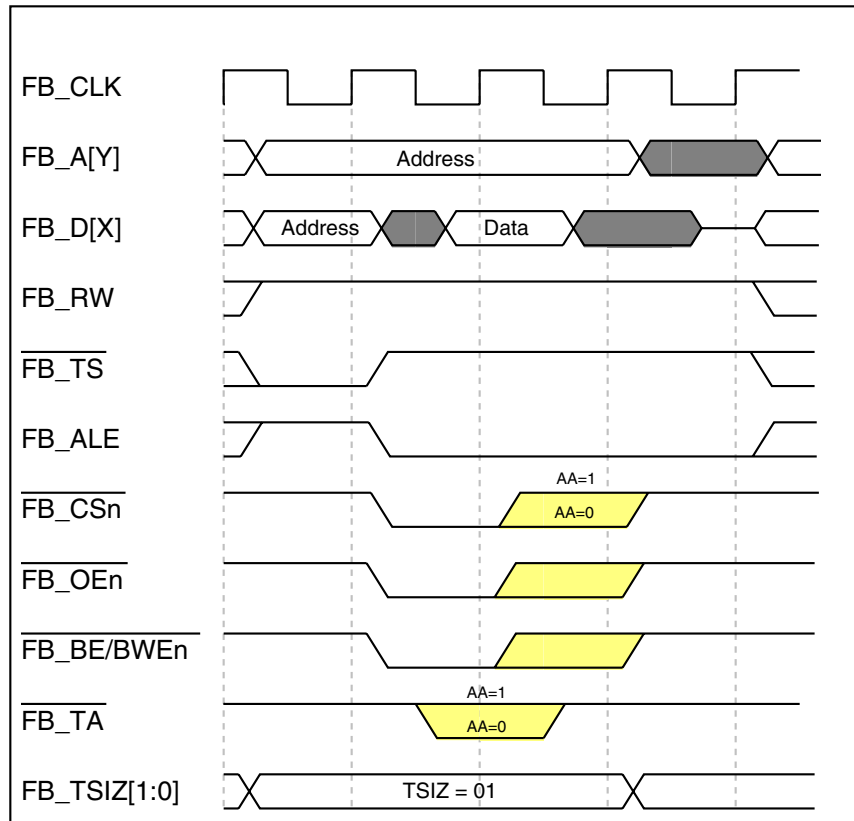 FB_CLK
FB_A[Y]
Address
FB_D[X]
Address
Data
FB_RW
FB_TS
FB_ALE
AA=1
FB_CSn
AA=0
FB_OEn
FB_BE/BWEn
AA=1
FB_TA
AA=0
FB_TSIZ[1:0]
TSIZ = 01